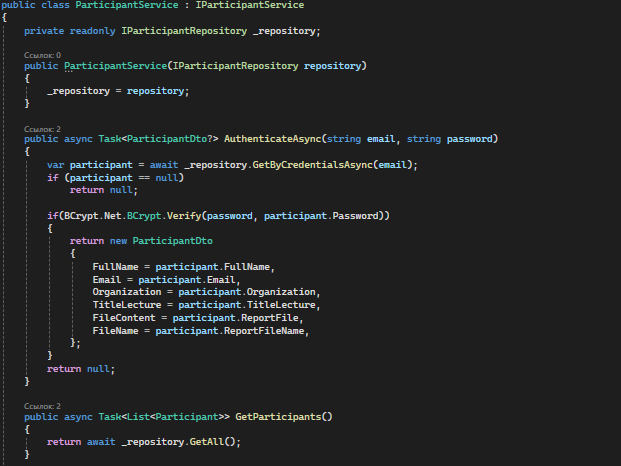 public class ParticipantService : IParticipantService
{
private readonly IParticipantRepository _repository;
Ссылок: 0
public ParticipantService(IParticipantRepository repository)
{
_repository = repository;
}
Ссылок: 2
public async Task<ParticipantDto?> AuthenticateAsync(string email, string password)
{
var participant = await _repository.GetByCredentialsAsync(email);
if (participant == null)
return null;
if(BCrypt.Net.BCrypt.Verify(password, participant.Password))
{
return new ParticipantDto
{
FullName = participant.FullName,
Email = participant.Email,
Organization = participant.Organization,
TitleLecture = participant.TitleLecture,
FileContent = participant.ReportFile,
FileName = participant.ReportFileName,
};
}
return null;
}
Ссылок: 2
public async Task<List<Participant>> GetParticipants()
{
return await _repository.GetAll();
}